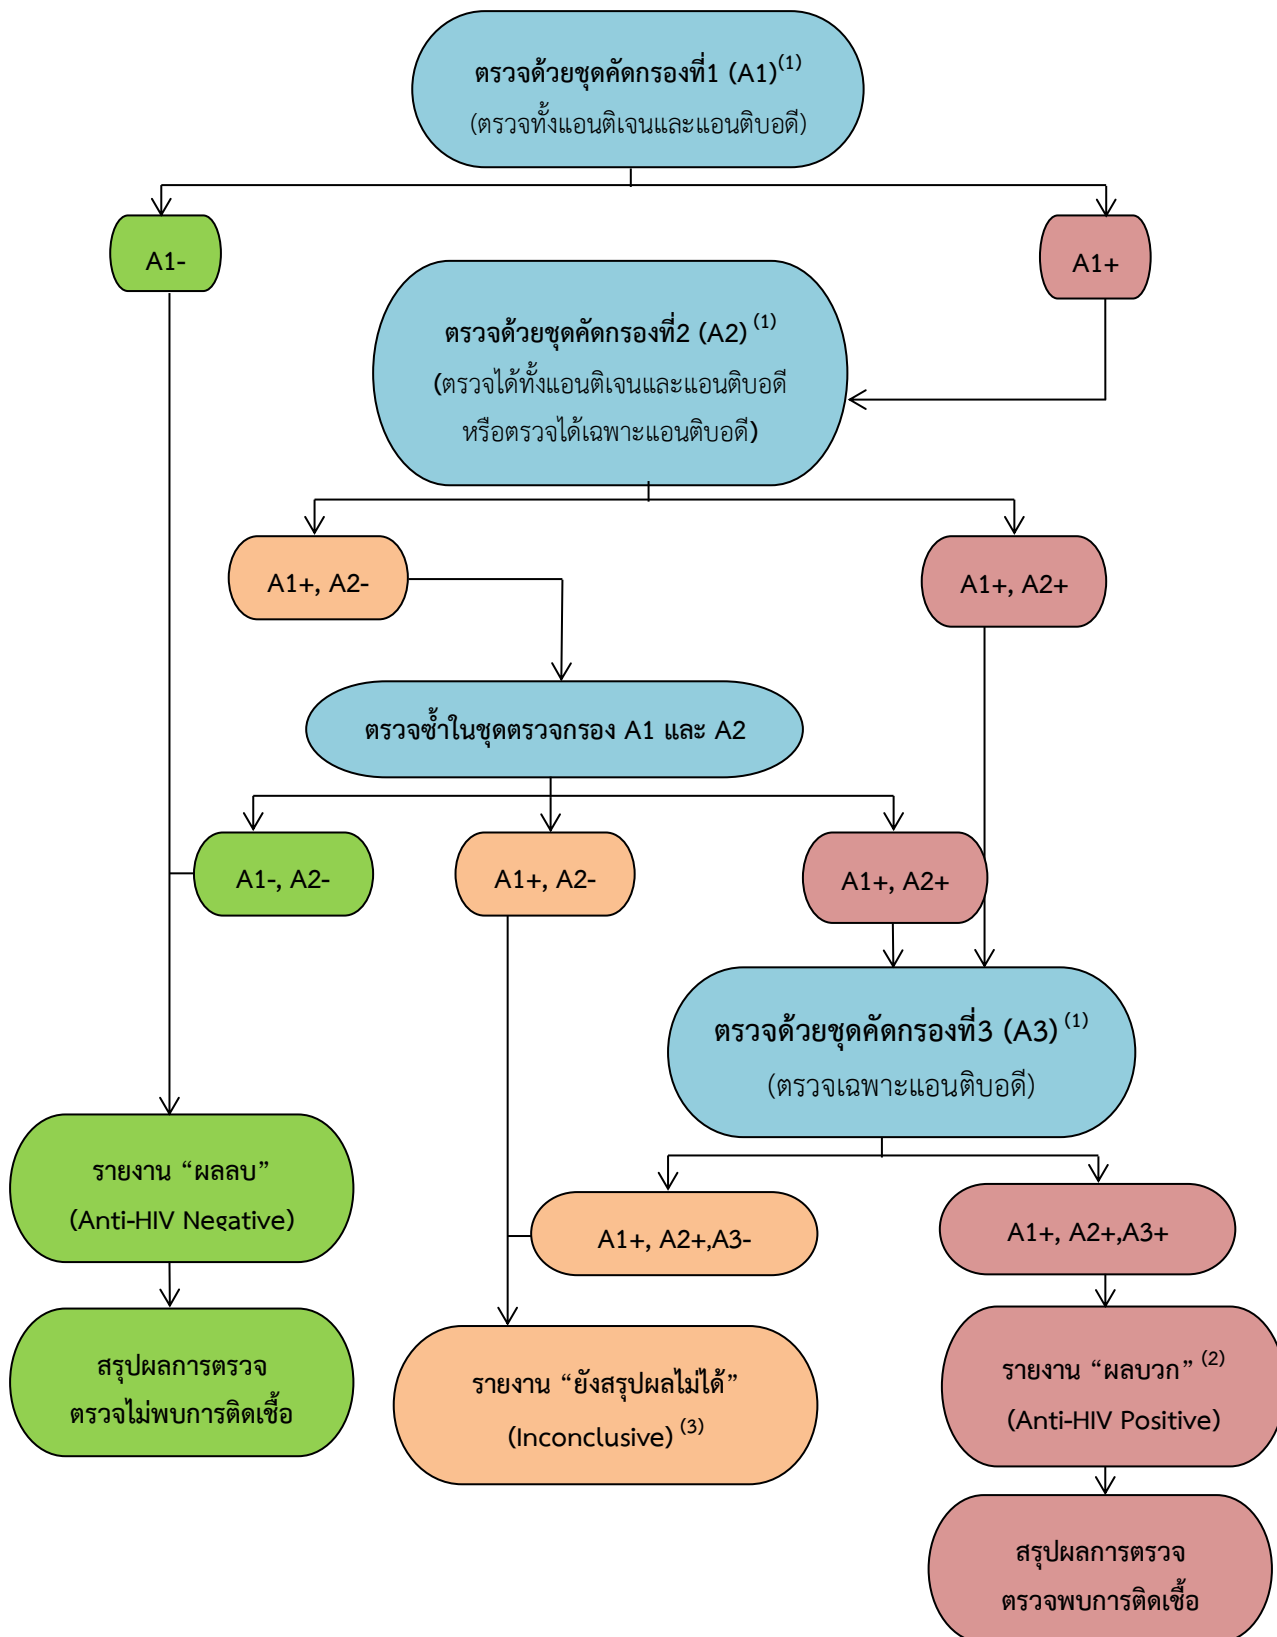 ตรวจด้วยชุดคัดกรองที่1 (A1)(1)
(ตรวจทั้งแอนติเจนและแอนติบอดี)
A1-
A1+
ตรวจด้วยชุดคัดกรองที่2 (A2) (1)
(ตรวจได้ทั้งแอนติเจนและแอนติบอดี
หรือตรวจได้เฉพาะแอนติบอดี)
A1+, A2-
A1+, A2+
ตรวจซ้ำในชุดตรวจกรอง A1 และ A2
A1-, A2-
A1+, A2-
A1+, A2+
ตรวจด้วยชุดคัดกรองที่3 (A3) (1)
(ตรวจเฉพาะแอนติบอดี)
A1+, A2+,A3-
A1+, A2+,A3+
รายงาน “ผลลบ”
(Anti-HIV Negative)
สรุปผลการตรวจ
ตรวจไม่พบการติดเชื้อ
รายงาน “ยังสรุปผลไม่ได้”
(Inconclusive) (3)
รายงาน “ผลบวก” (2)
(Anti-HIV Positive)
สรุปผลการตรวจ
ตรวจพบการติดเชื้อ